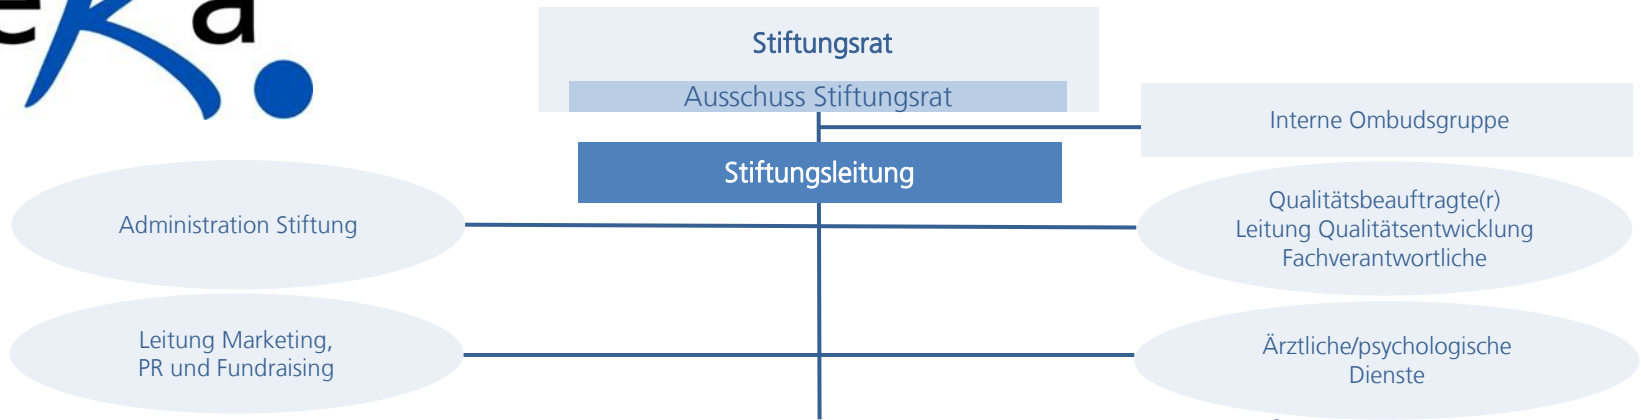 eKa
Stiftungsrat
Ausschuss Stiftungsrat
Interne Ombudsgruppe
Stiftungsleitung
Administration Stiftung
Qualitätsbeauftragte(r)
Leitung Qualitätsentwicklung
Fachverantwortliche
Leitung Marketing,
PR und Fundraising
Ärztliche/psychologische
Dienste